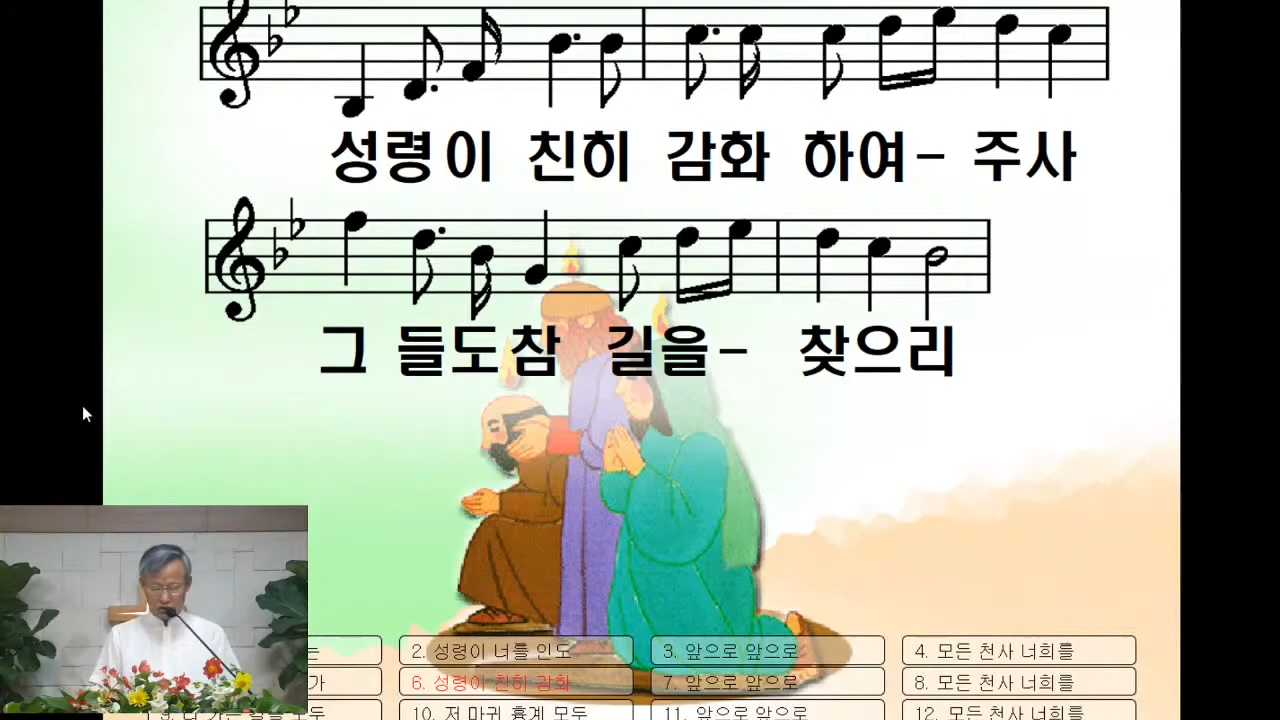 성령이 친히 감화 하여- 주사
그 들도참 길을- 찾으리
는 2. 성령이 너를 인도 3. 앞으로 앞으로 4. 모든 천사 너희를
가 6. 성령이 친히 감화 7. 앞으로 앞으로 8. 모든 천사 너희를
10. 저 마귀 흉계 모두 11. 앞으로 앞으로 12. 모든 천사 너희를